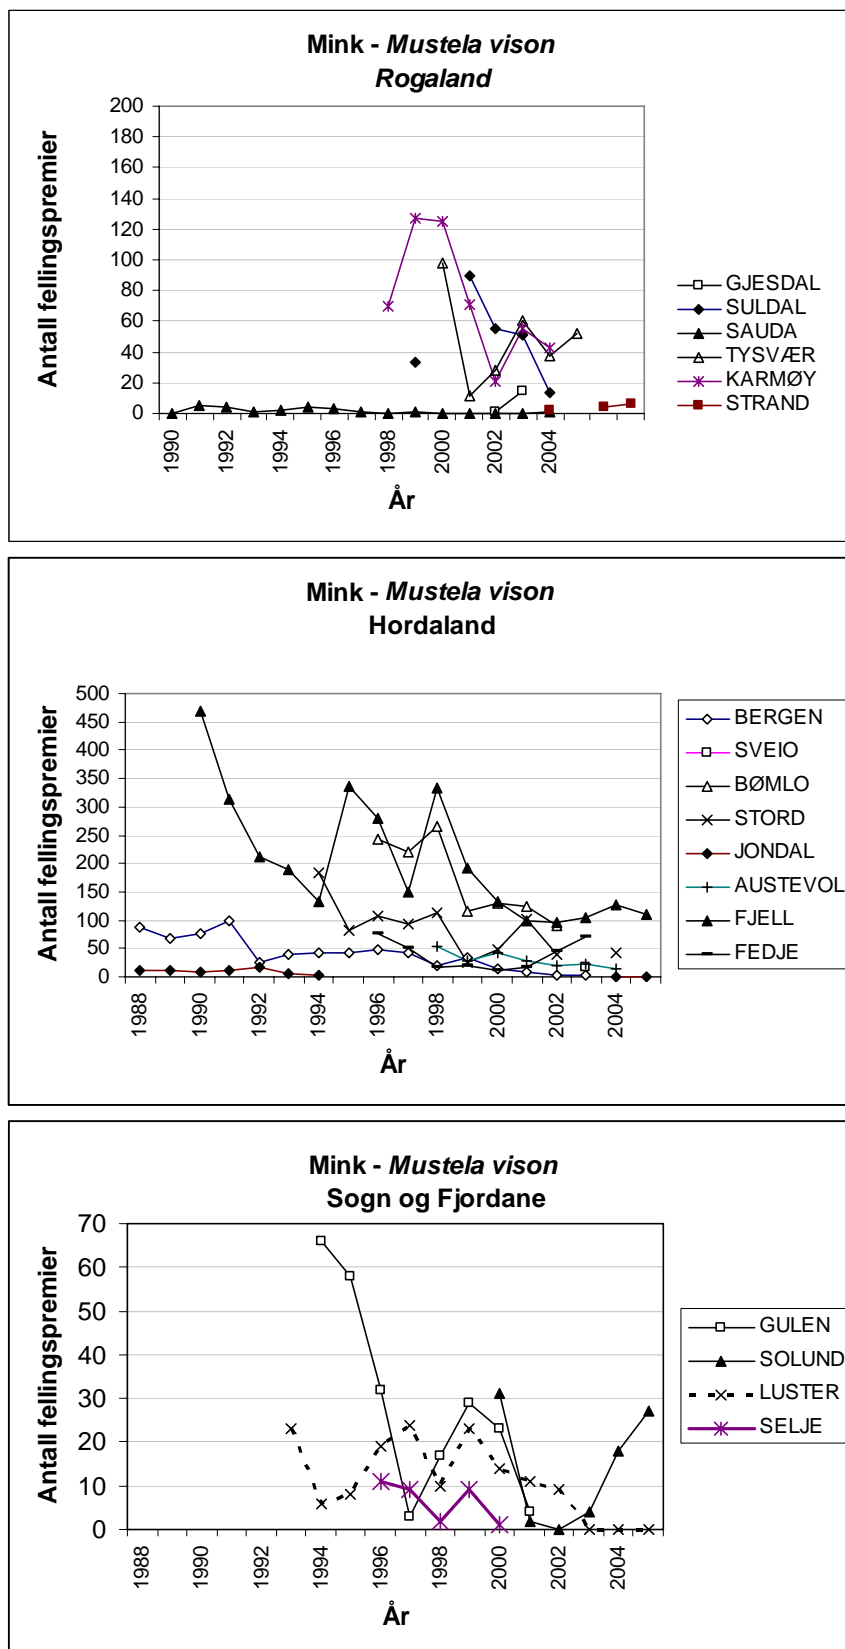 Mink - Mustela vison
Rogaland
Antall fellingspremier
200
180
160
140
120
100
80
60
40
20
0
1990
1992
1994
1996
1998
2000
2002
2004
År
GJESDAL
SULDAL
SAUDA
TYSVÆR
KARMØY
STRAND
Mink - Mustela vison
Hordaland
Antall fellingspremier
500
450
400
350
300
250
200
150
100
50
0
1988
1990
1992
1994
1996
1998
2000
2002
2004
År
BERGEN
SVEIO
BØMLO
STORD
JONDAL
AUSTEVOL
FJELL
FEDJE
Mink - Mustela vison
Sogn og Fjordane
Antall fellingspremier
70
60
50
40
30
20
10
0
1988
1990
1992
1994
1996
1998
2000
2002
2004
År
GULEN
SOLUND
LUSTER
SELJE